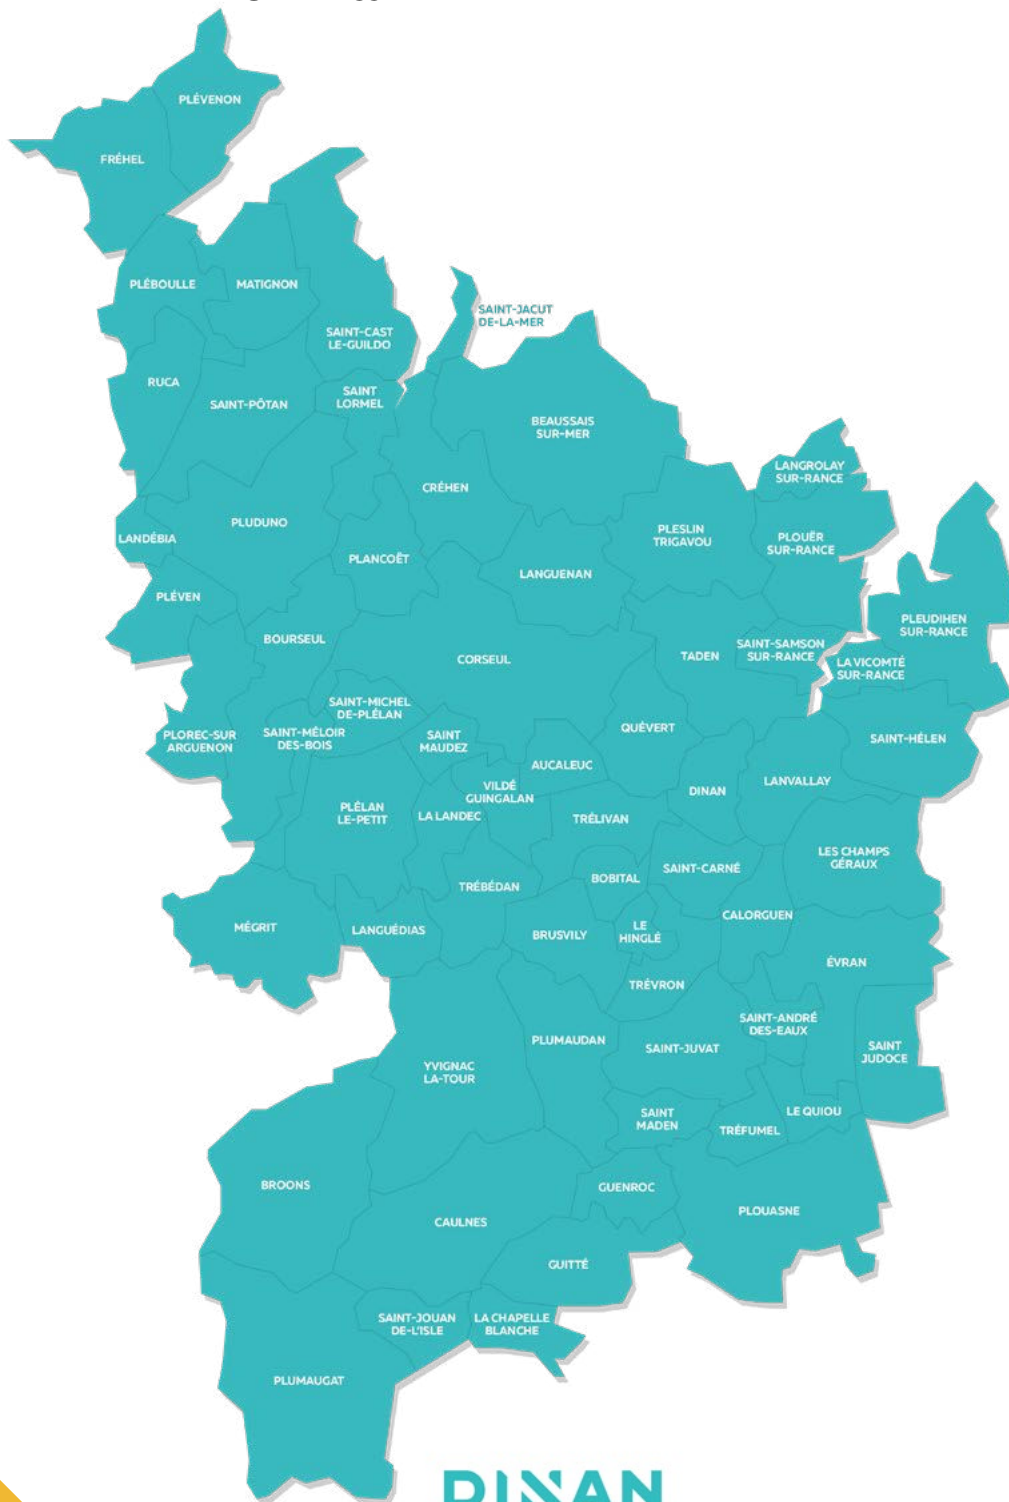 PLÉVENON
FRÉHEL
PLÉBOULLE
MATIGNON
SAINT-JACUT
DE-LA-MER
SAINT-CAST
LE-GUILDO
RUCA
SAINT-PÔTAN
SAINT
LORMEL
BEAUSSAIS
SUR-MER
LANGROLAY
SUR-RANCE
CRÉHEN
PLUDUNO
LANDÉBIA
PLESLIN
TRIGAVOU
PLOUËR
SUR-RANCE
PLANCOËT
LANGUENAN
PLÉVEN
PLEUDIHEN
SUR-RANCE
BOURSEUL
CORSEUL
TADEN
SAINT-SAMSON
SUR-RANCE
LA VICOMTÉ
SUR-RANCE
SAINT-MICHEL
DE-PLÉLAN
PLOREC-SUR
ARGUENON
SAINT-MÉLOIR
DES-BOIS
SAINT
MAUDEZ
QUÉVERT
SAINT-HÉLEN
AUCALEUC
VILDÉ
GUINGALAN
DINAN
LANVALLAY
PLÉLAN
LE-PETIT
LA LANDEC
TRÉLIVAN
LES CHAMPS
GÉRAUX
TRÉBÉDAN
BOBITAL
SAINT-CARNÉ
CALORGUEN
MÉGRIT
LANGUÉDIAS
BRUSVILY
LE
HINGLÉ
ÉVRAN
TRÉVRON
SAINT-ANDRÉ
DES-EAUX
PLUMAUDAN
SAINT-JUVAT
SAINT
JUDOCE
YVIGNAC
LA-TOUR
SAINT
MADEN
TRÉFUMEL
LE QUIOU
BROONS
GUENROC
PLOUASNE
CAULNES
GUITTÉ
SAINT-JOUAN
DE-L'ISLE
LA CHAPELLE
BLANCHE
PLUMAUGAT
DINAN